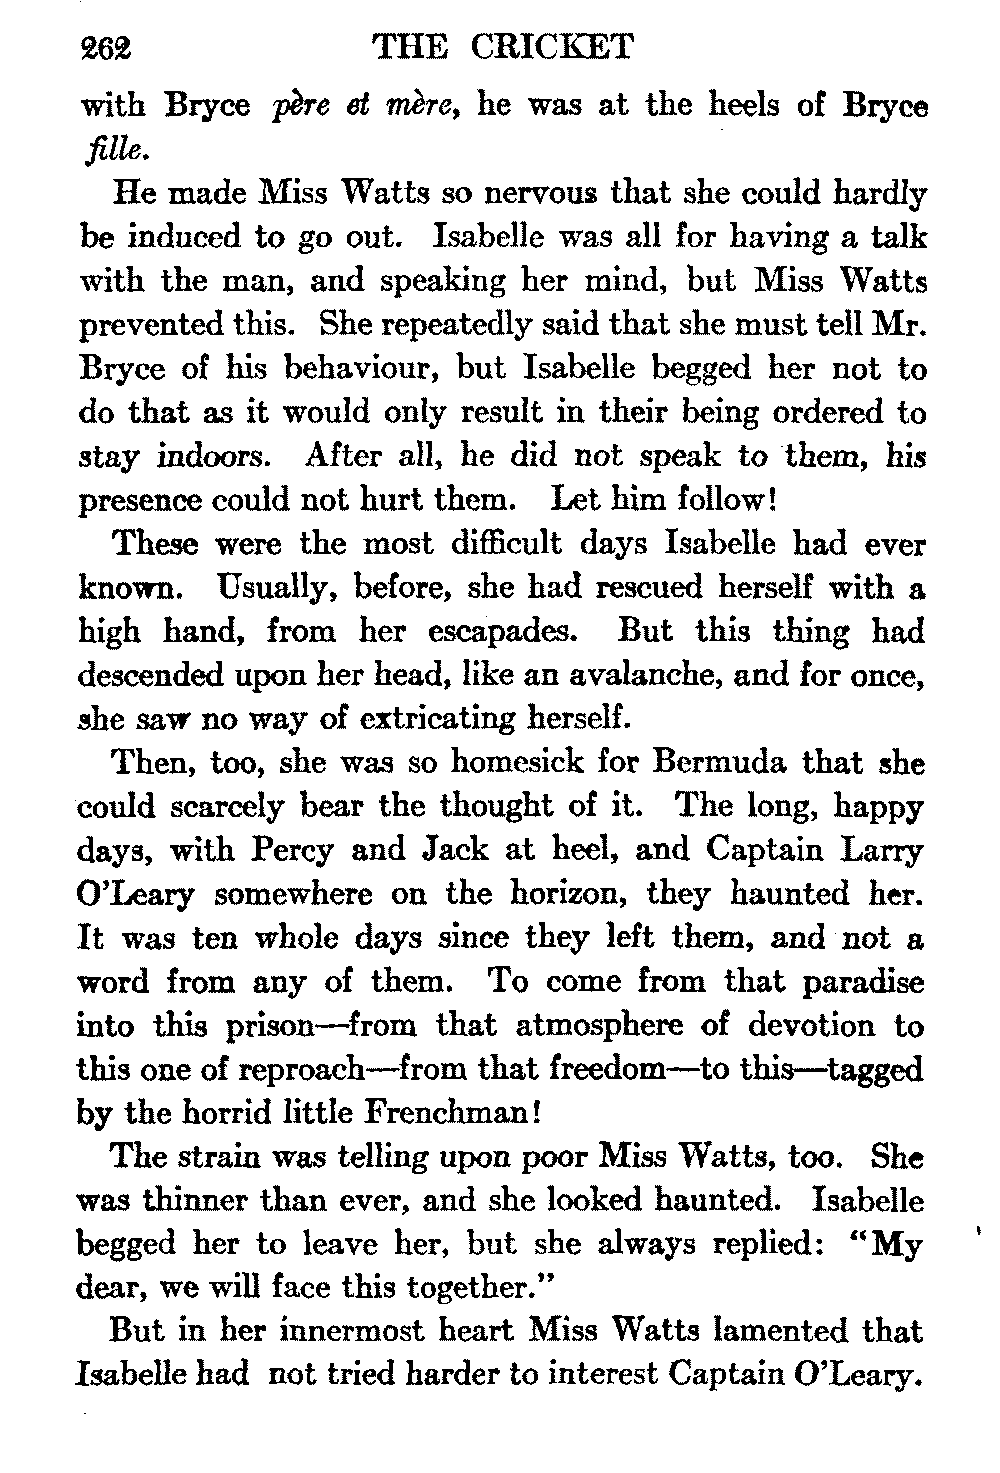 262 THE CRICKET
with Bryce père et mère, he was at the heels of Bryce
fille.
He made Miss Watts so nervous that she could hardly
be induced to go out. Isabelle was all for having a talk
with the man, and speaking her mind, but Miss Watts
prevented this. She repeatedly said that she must tell Mr.
Bryce of his behaviour, but Isabelle begged her not to
do that as it would only result in their being ordered to
stay indoors. After all, he did not speak to them, his
presence could not hurt them. Let him follow!
These were the most difficult days Isabelle had ever
known. Usually, before, she had rescued herself with a
high hand, from her escapades. But this thing had
descended upon her head, like an avalanche, and for once,
she saw no way of extricating herself.
Then, too, she was so homesick for Bermuda that she
could scarcely bear the thought of it. The long, happy
days, with Percy and Jack at heel, and Captain Larry
O'Leary somewhere on the horizon, they haunted her.
It was ten whole days since they left them, and not a
word from any of them. To come from that paradise
into this prison—from that atmosphere of devotion to
this one of reproach—from that freedom—to this—tagged
by the horrid little Frenchman!
The strain was telling upon poor Miss Watts, too. She
was thinner than ever, and she looked haunted. Isabelle
begged her to leave her, but she always replied: "My
dear, we will face this together."
But in her innermost heart Miss Watts lamented that
Isabelle had not tried harder to interest Captain O'Leary.